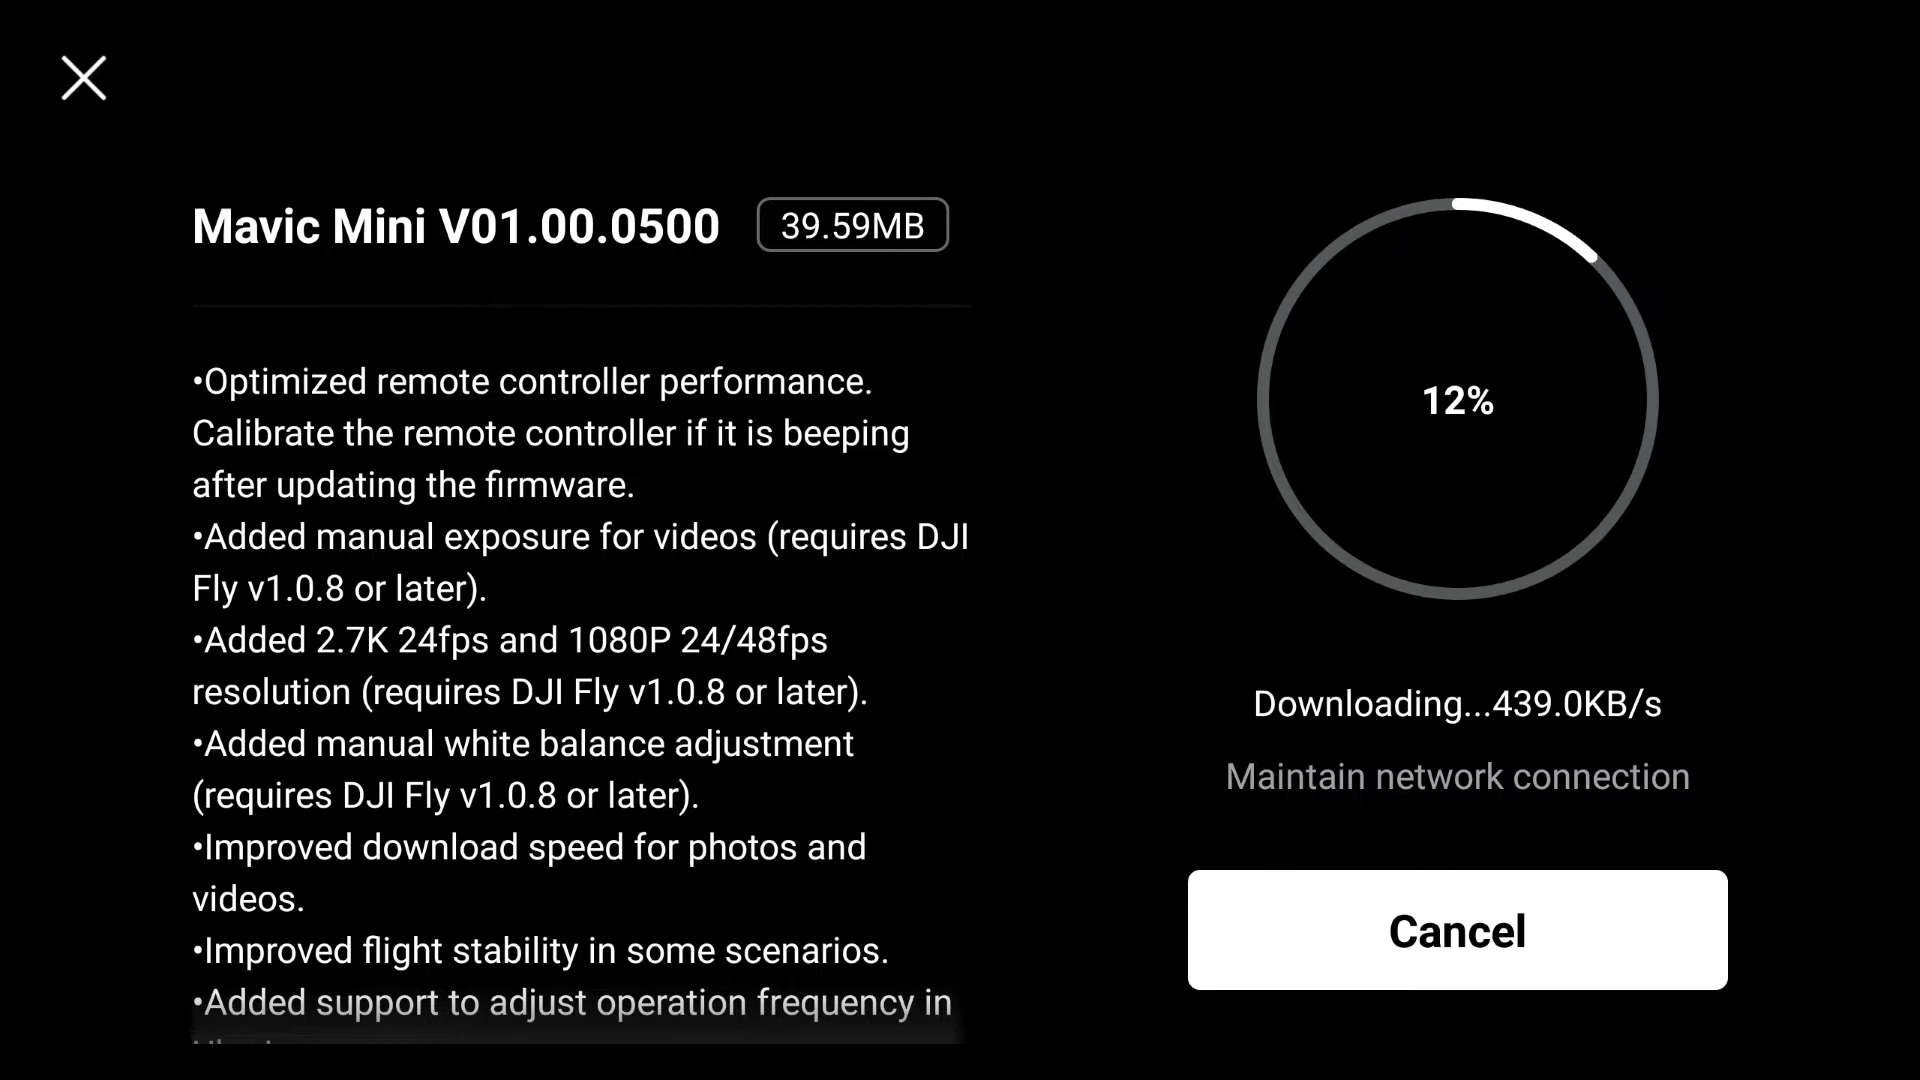 Mavic Mini V01.00.0500 39.59MB
•Optimized remote controller performance.
Calibrate the remote controller if it is beeping
after updating the firmware.
•Added manual exposure for videos (requires DJI
Fly v1.0.8 or later).
•Added 2.7K 24fps and 1080P 24/48fps
resolution (requires DJI Fly v1.0.8 or later).
•Added manual white balance adjustment
(requires DJI Fly v1.0.8 or later).
•Improved download speed for photos and
videos.
•Improved flight stability in some scenarios.
•Added support to adjust operation frequency in
12%
Downloading...439.0KB/s
Maintain network connection
Cancel